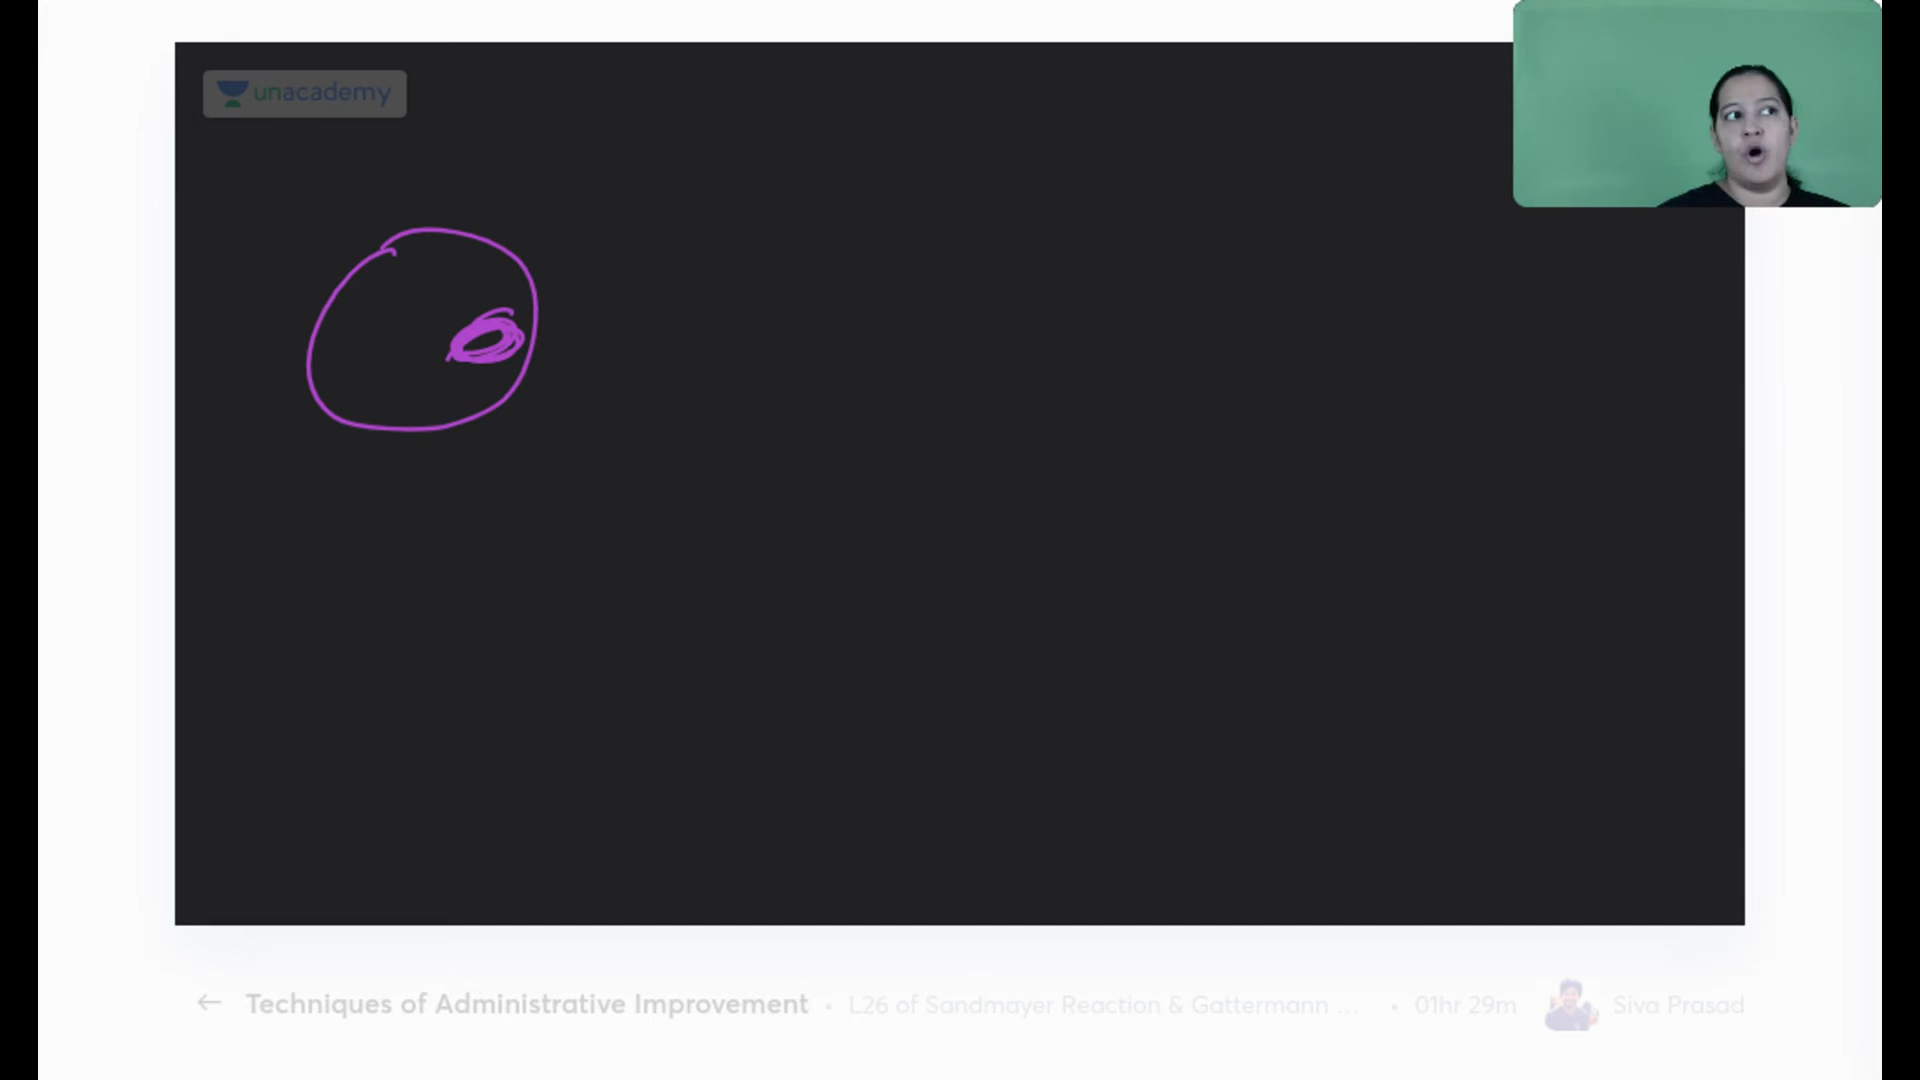 unacademy
← Techniques of Administrative Improvement • L26 of Sandmayer Reaction & Gattermann ... • 01hr 29m Siva Prasad